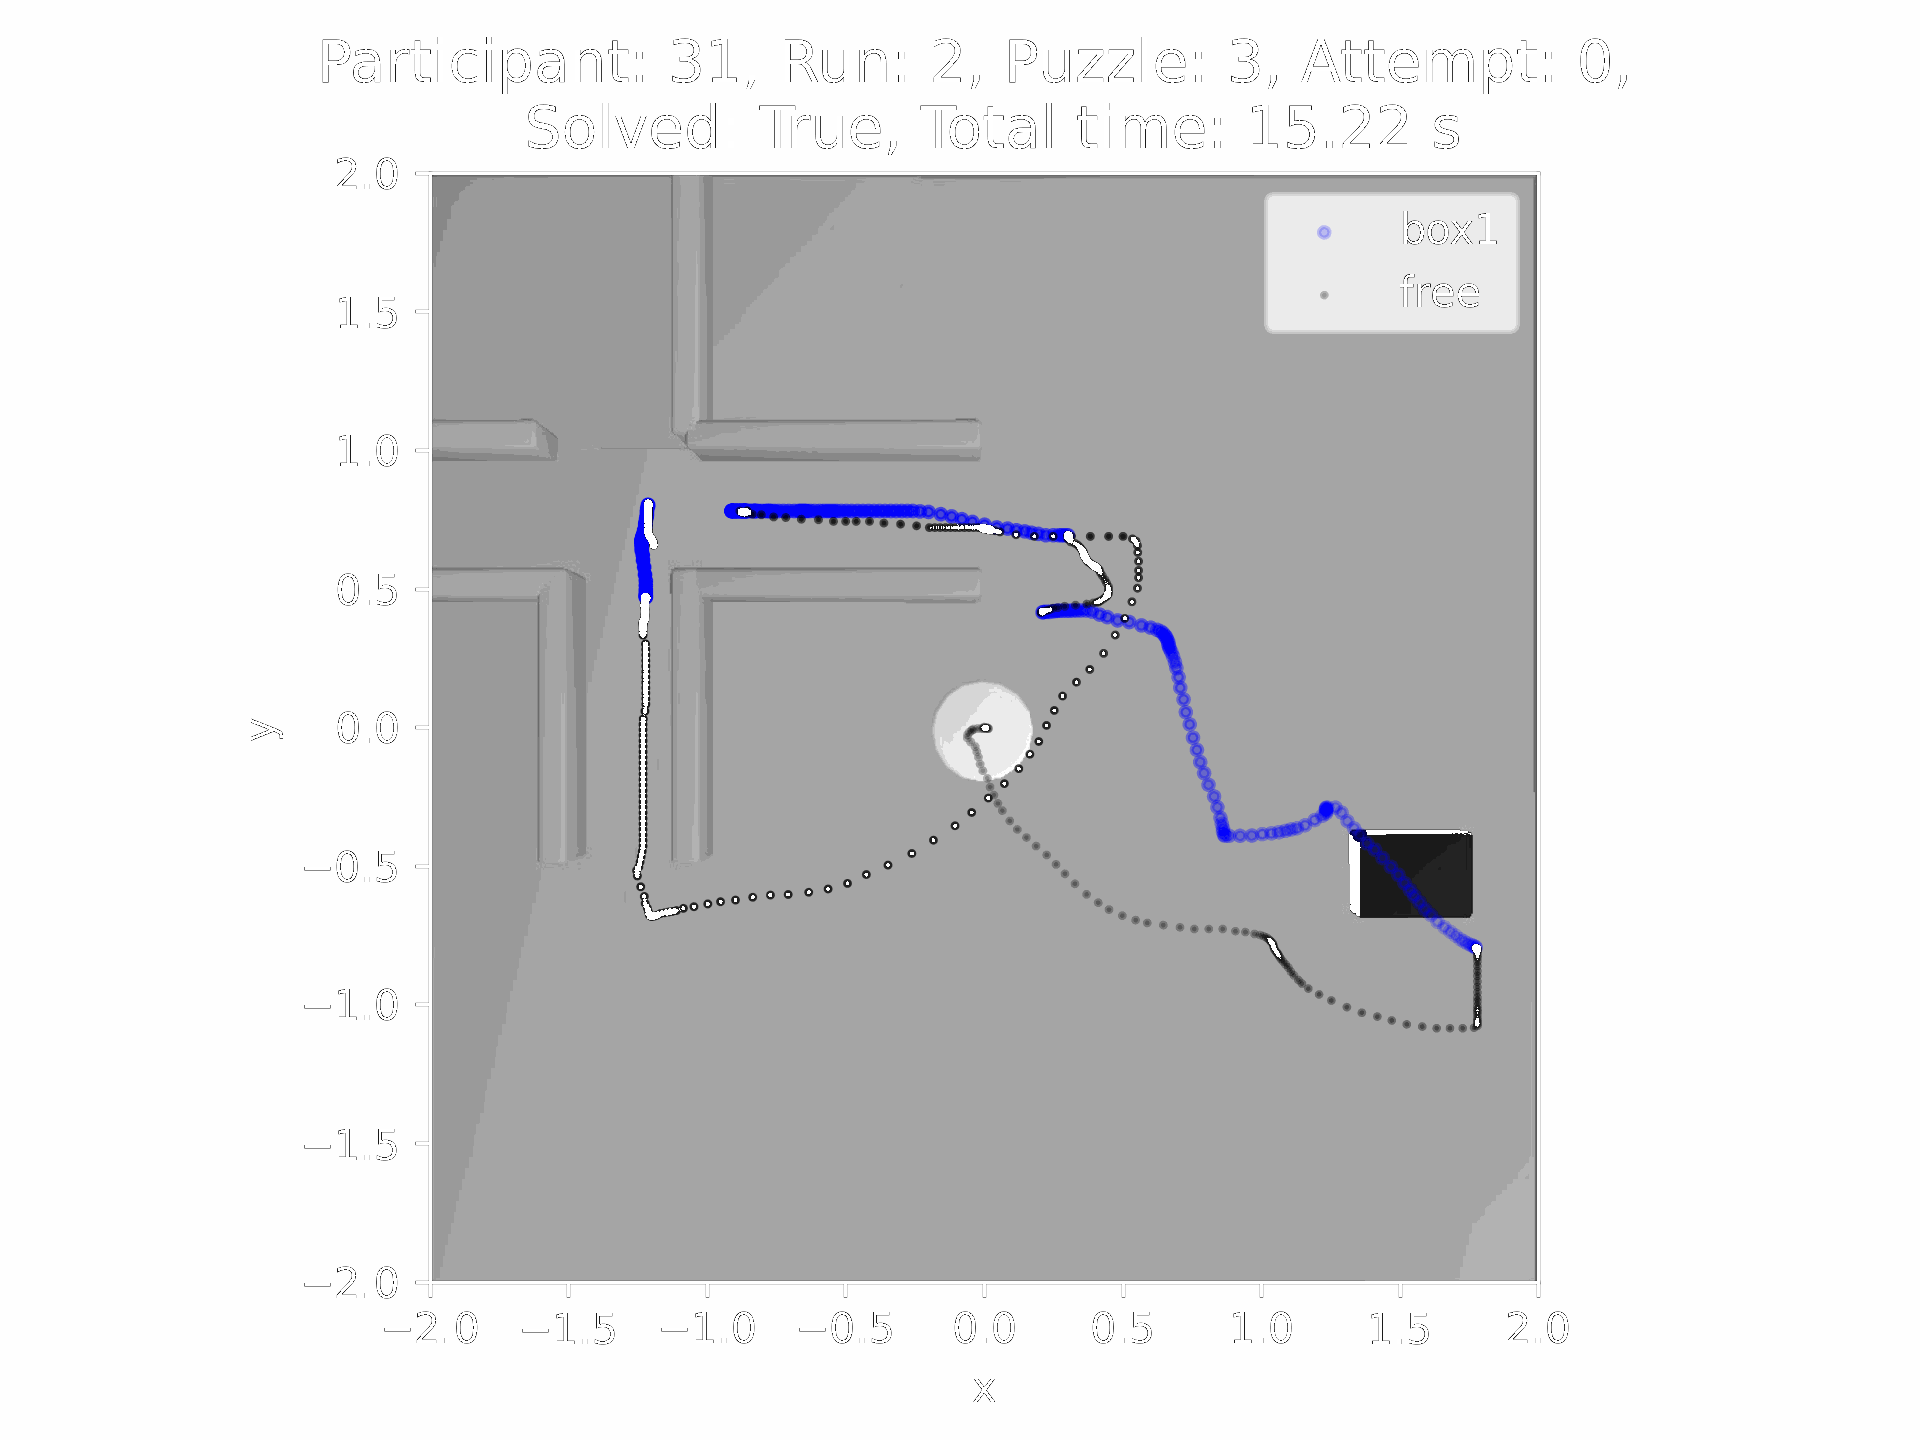 Participant: 31, Run: 2, Puzzle: 3, Attempt: 0,
Solved True, Total time: 15.22 s
box1
free
2.0
1.5
1.0
0.5
0.0
−0.5
−1.0
−1.5
−2.0
y
−2.0 −1.5 −1.0 −0.5 0.0 0.5 1.0 1.5 2.0
x